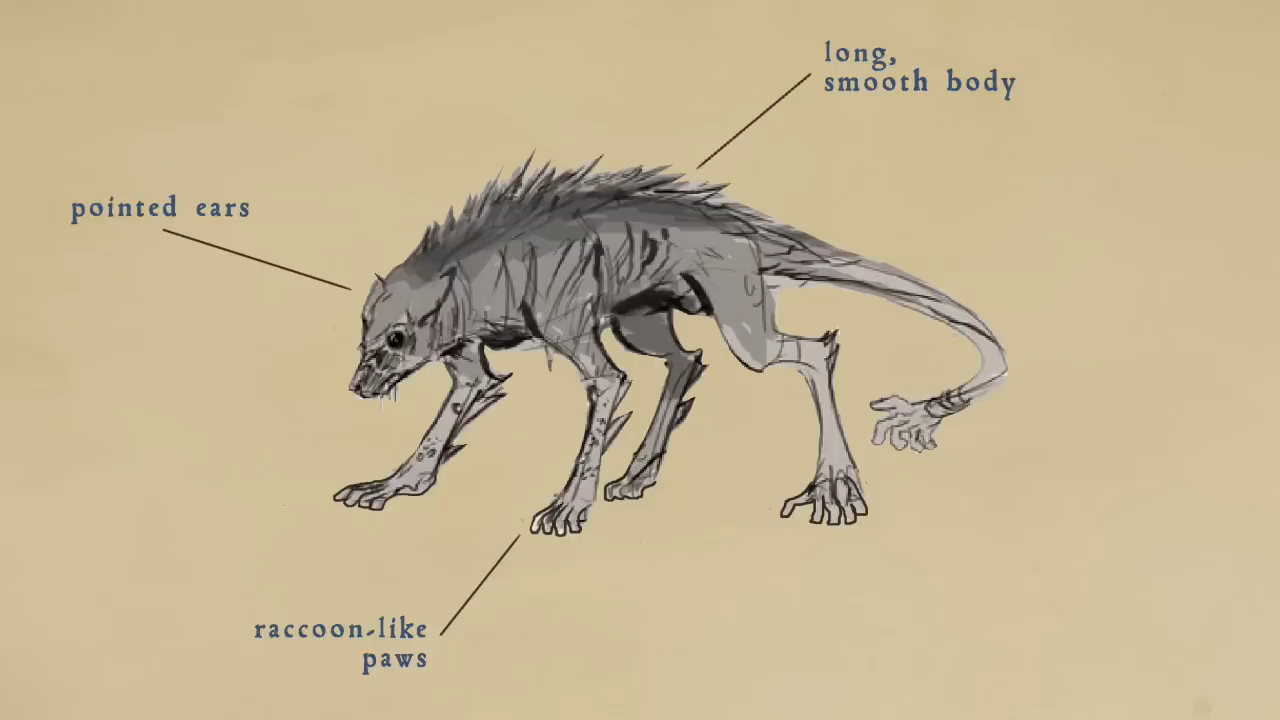 long,
smooth body
pointed ears
raccoon-like
paws